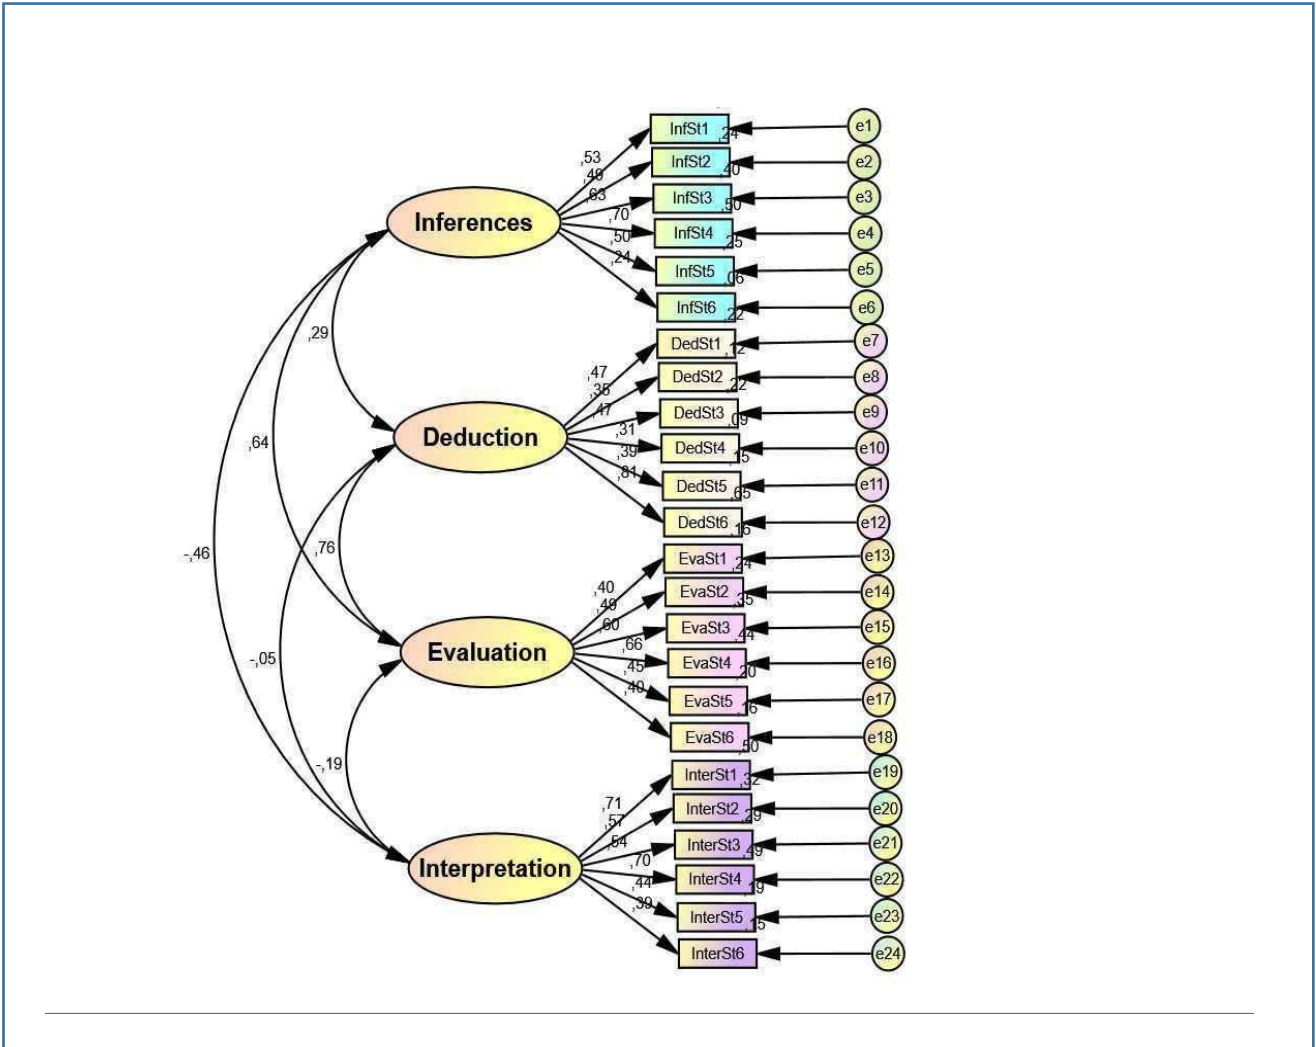 InfSt1 ,24 e1
,53
InfSt2 ,40 e2
,49
,63
InfSt3 ,50 e3
Inferences
,70
InfSt4 ,25 e4
,50
,24
InfSt5 ,06 e5
InfSt6 ,22 e6
,29
DedSt1 ,12 e7
,47
DedSt2 ,22 e8
,35
,47
DedSt3 ,09 e9
,31
Deduction
,64
DedSt4 ,15 e10
,39
,81
DedSt5 ,65 e11
DedSt6 ,16 e12
-,46
,76
EvaSt1 ,24 e13
,40
EvaSt2 ,35 e14
,49
,60
EvaSt3 ,44 e15
,66
Evaluation
-,05
EvaSt4 ,20 e16
,45
,40
EvaSt5 ,16 e17
EvaSt6 ,50 e18
-,19
InterSt1 ,32 e19
,71
InterSt2 ,29 e20
,57
,54
InterSt3 ,49 e21
,70
Interpretation
InterSt4 ,19 e22
,44
,39
InterSt5 ,15 e23
InterSt6 e24